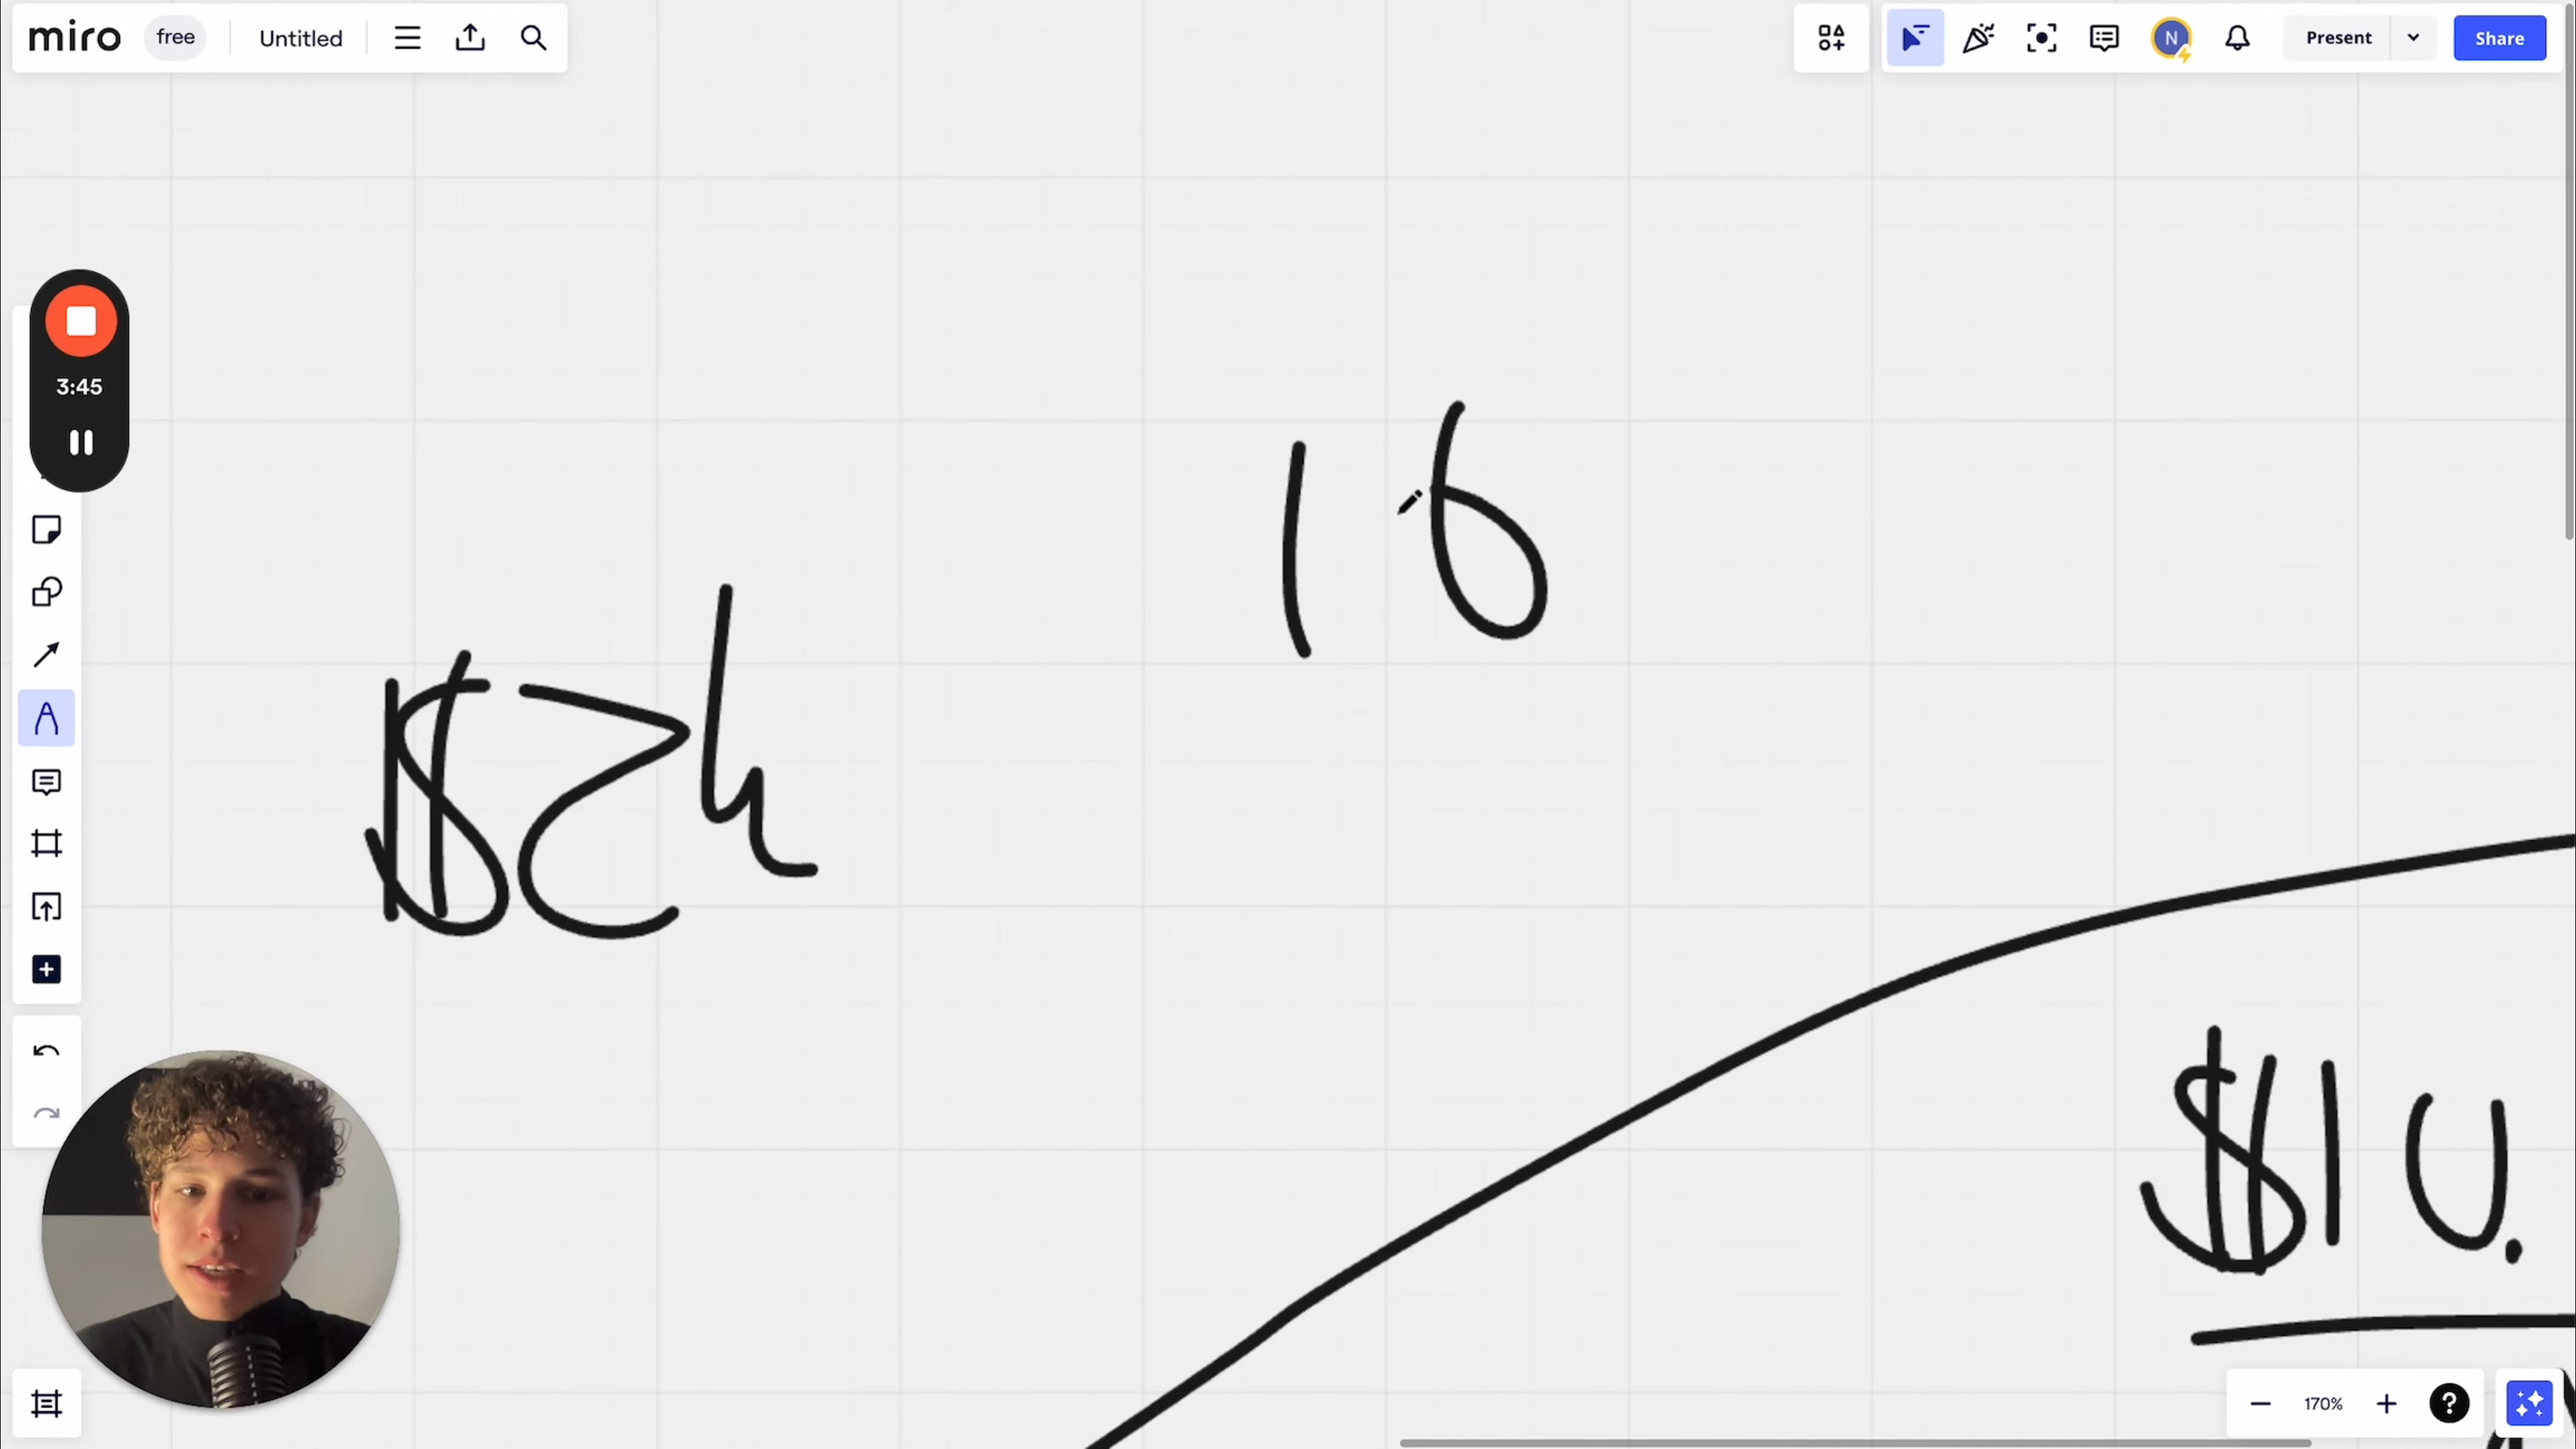 miro free Untitled Present Share
N
3:45
16
$2k
$10.
170% + ?